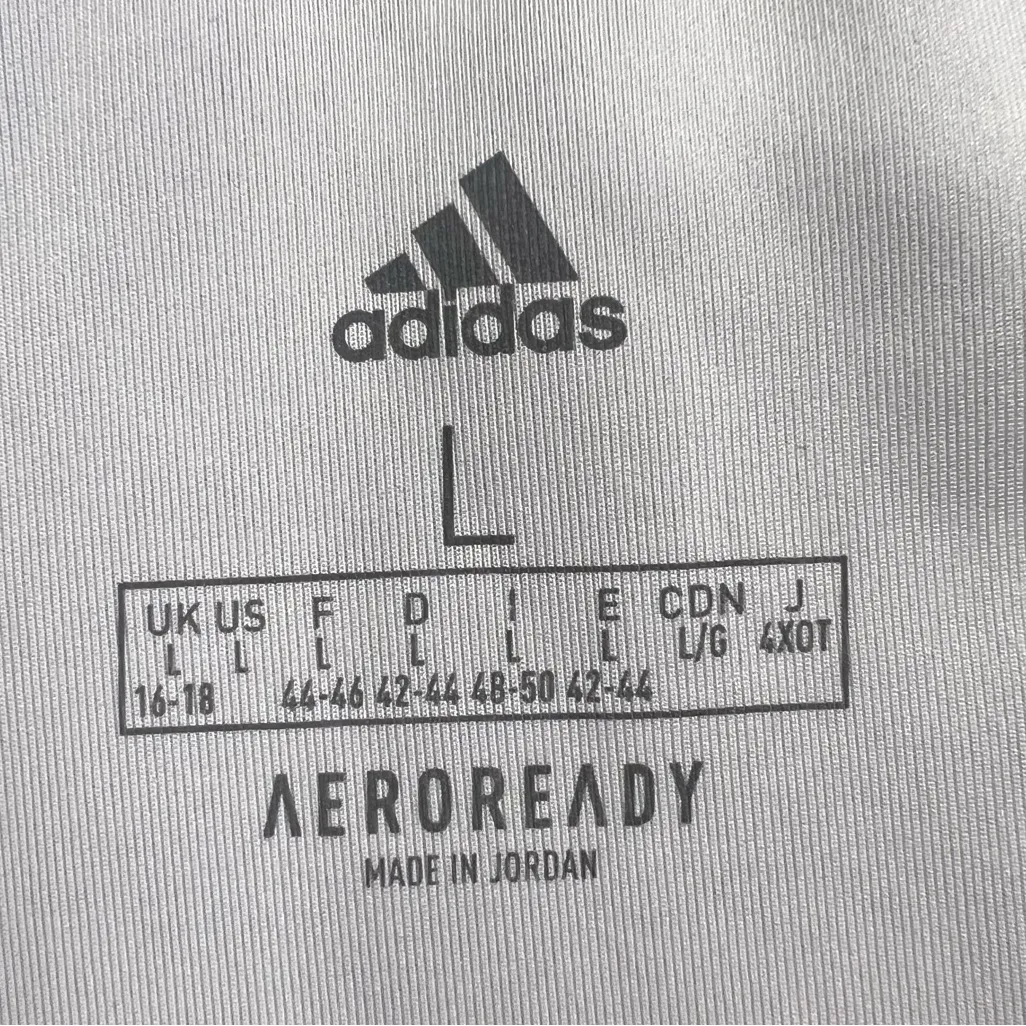 adidas
L
UK US F D I E CDN J
L L L L L L L/G 4XOT
16-18 44-46 42-44 48-50 42-44
AEROREADY
MADE IN JORDAN